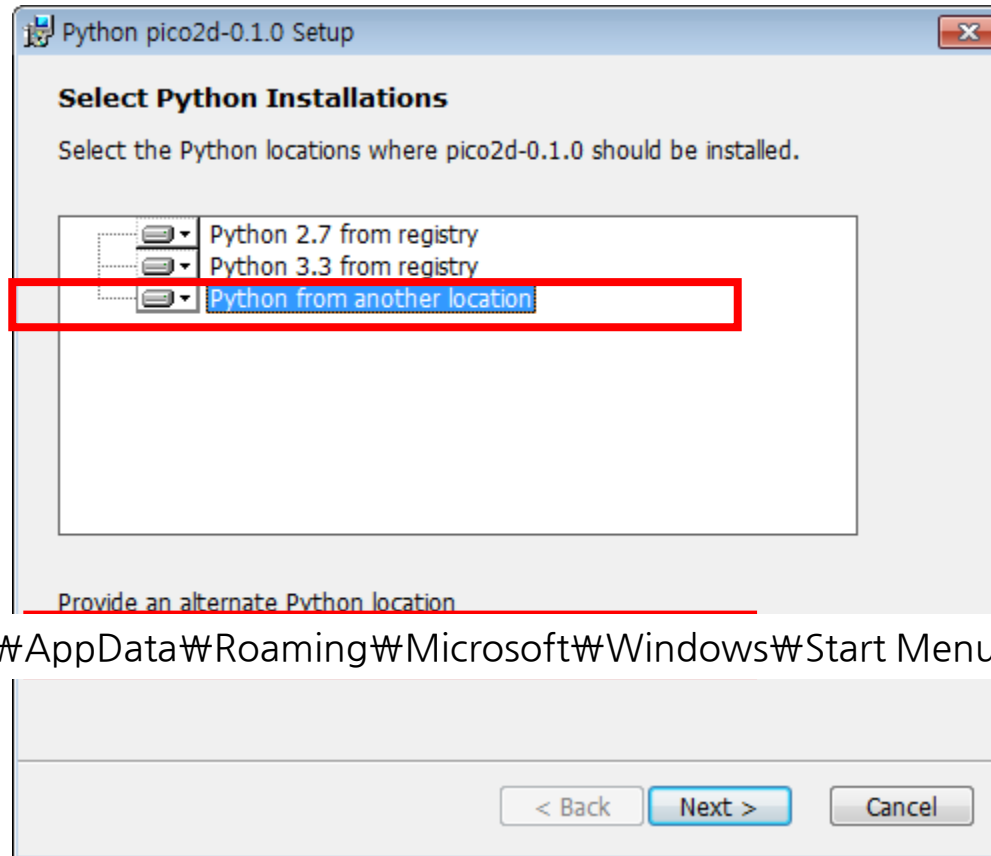 Python pico2d-0.1.0 Setup
Select Python Installations
Select the Python locations where pico2d-0.1.0 should be installed.
Python 2.7 from registry
Python 3.3 from registry
Python from another location
Provide an alternate Python location
₩AppData₩Roaming₩Microsoft₩Windows₩Start Menu
< Back
Next >
Cancel